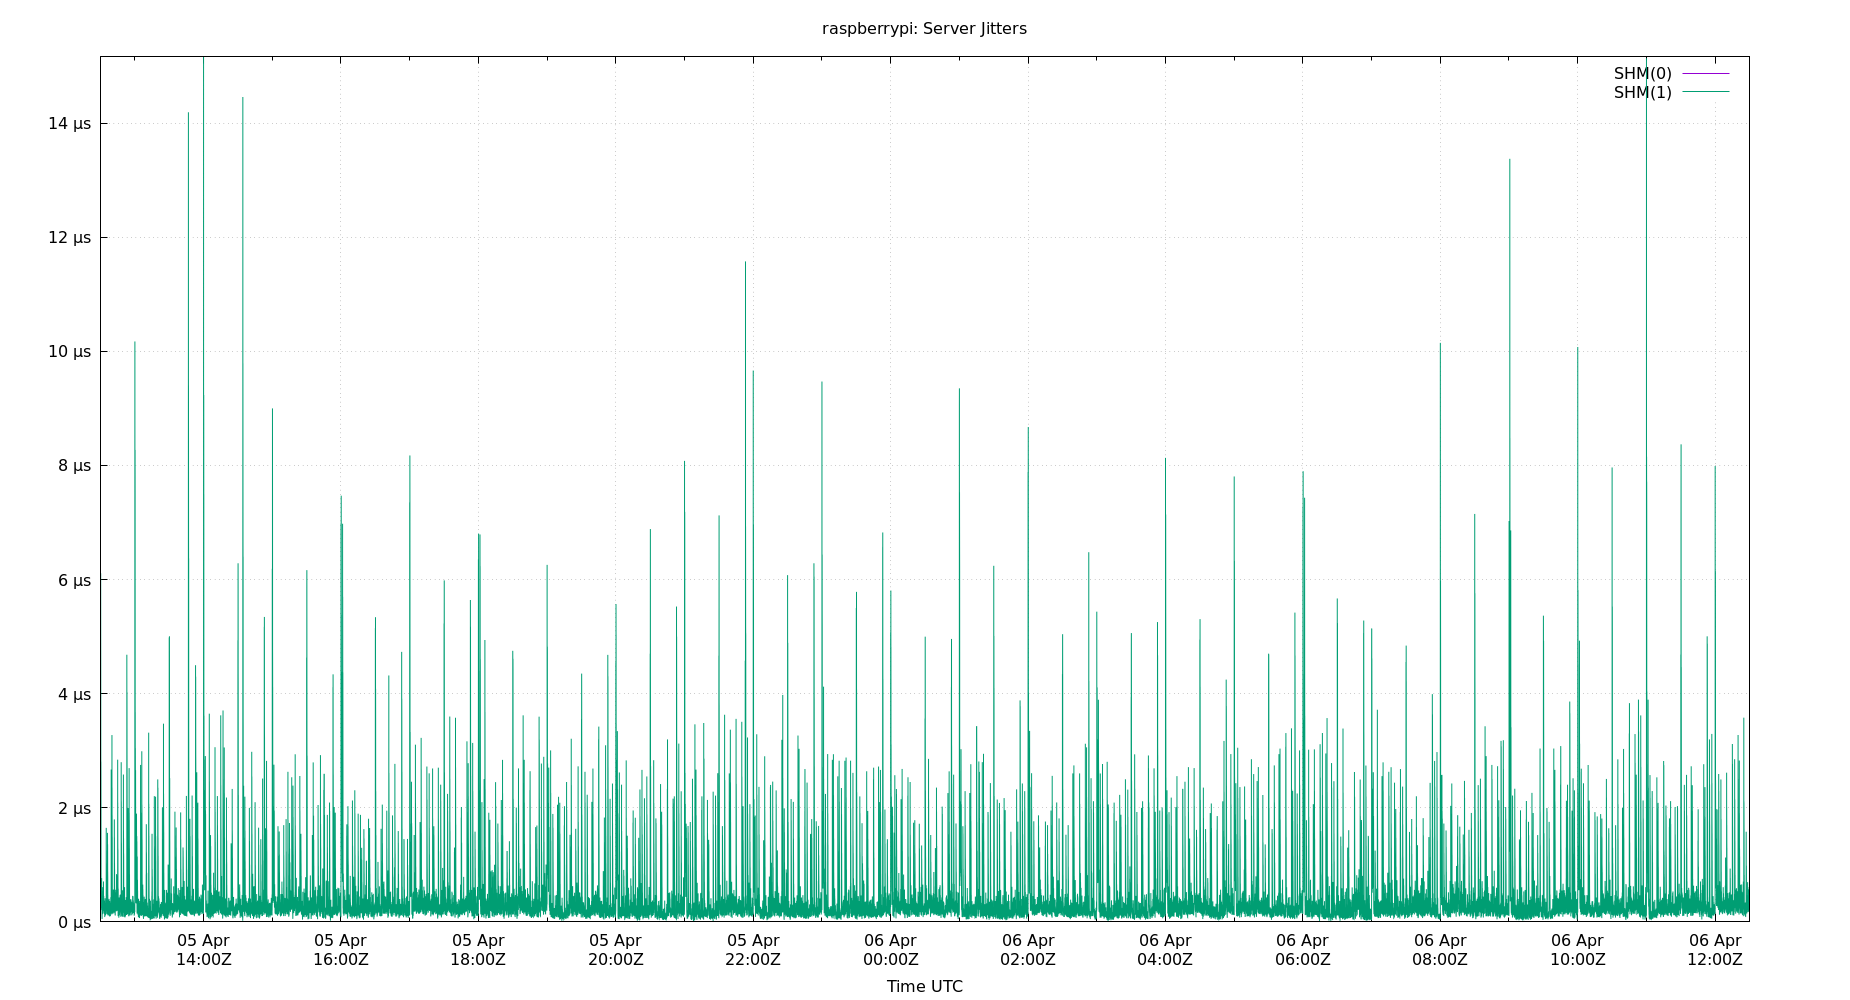 raspberrypi: Server Jitters
SHM(0)
SHM(1)
14 µs
12 µs
10 µs
8 µs
6 µs
4 µs
2 µs
0 µs
05 Apr 05 Apr 05 Apr 05 Apr 05 Apr 06 Apr 06 Apr 06 Apr 06 Apr 06 Apr 06 Apr 06 Apr
14:00Z 16:00Z 18:00Z 20:00Z 22:00Z 00:00Z 02:00Z 04:00Z 06:00Z 08:00Z 10:00Z 12:00Z
Time UTC